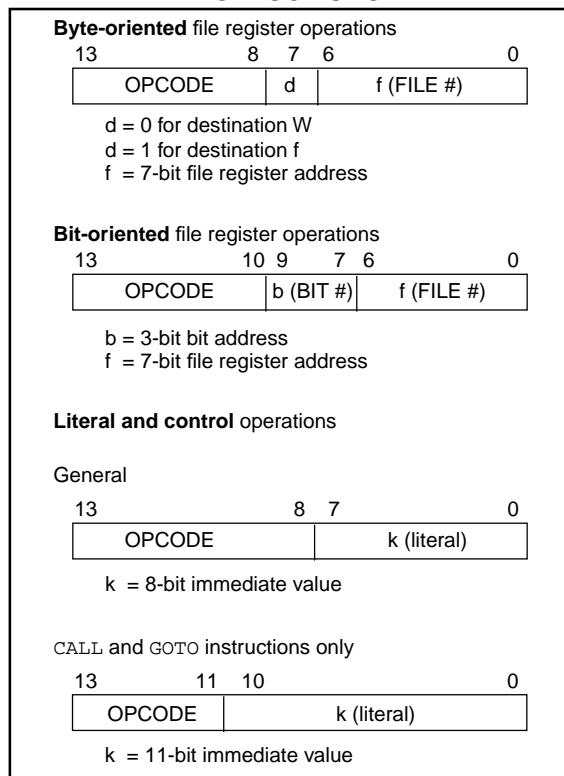 Byte-oriented file register operations
13 8 7 6 0
OPCODE d f (FILE #)
d = 0 for destination W
d = 1 for destination f
f = 7-bit file register address
Bit-oriented file register operations
13 10 9 7 6 0
OPCODE b (BIT #) f (FILE #)
b = 3-bit bit address
f = 7-bit file register address
Literal and control operations
General
13 8 7 0
OPCODE k (literal)
k = 8-bit immediate value
CALL and GOTO instructions only
13 11 10 0
OPCODE k (literal)
k = 11-bit immediate value